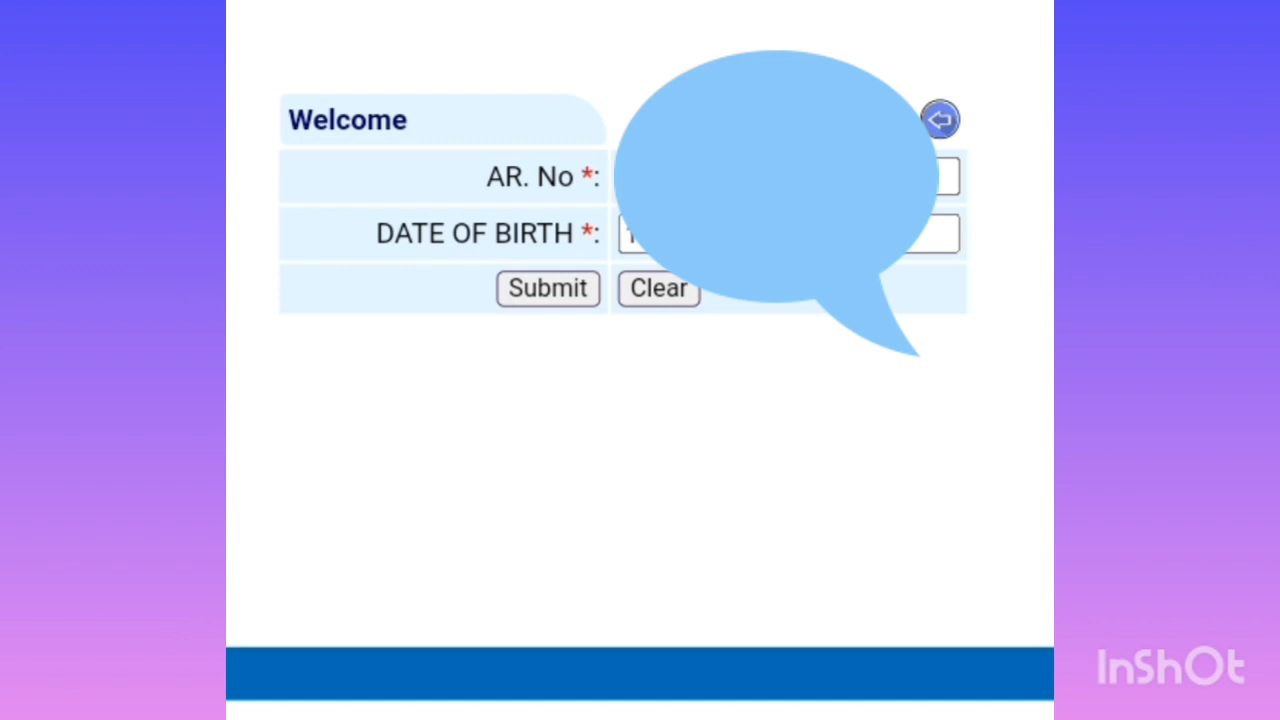 Welcome
AR. No *:
DATE OF BIRTH *:
Submit Clear
InShOt